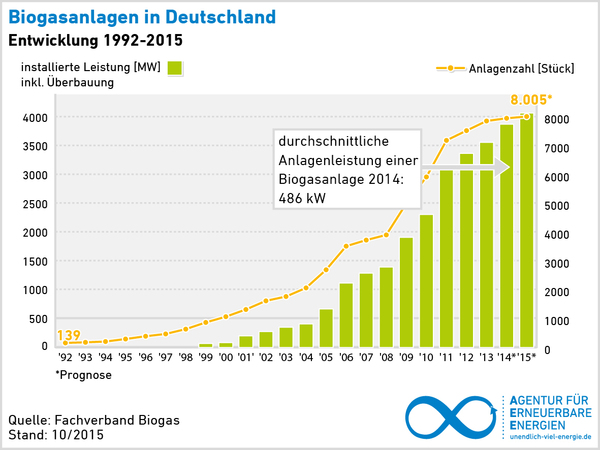 Biogasanlagen in Deutschland
Entwicklung 1992-2015
installierte Leistung [MW]
inkl. Überbauung
Anlagenzahl [Stück]
8.005*
4000
3500
3000
2500
2000
1500
1000
500
0
8000
7000
6000
5000
4000
3000
2000
1000
0
durchschnittliche
Anlagenleistung einer
Biogasanlage 2014:
486 kW
139
'92 '93 '94 '95 '96 '97 '98 '99 '00 '01 '02 '03 '04 '05 '06 '07 '08 '09 '10 '11 '12 '13 '14* '15*
*Prognose
Quelle: Fachverband Biogas
Stand: 10/2015
AGENTUR FÜR
ERNEUERBARE
ENERGIEN
unendlich-viel-energie.de